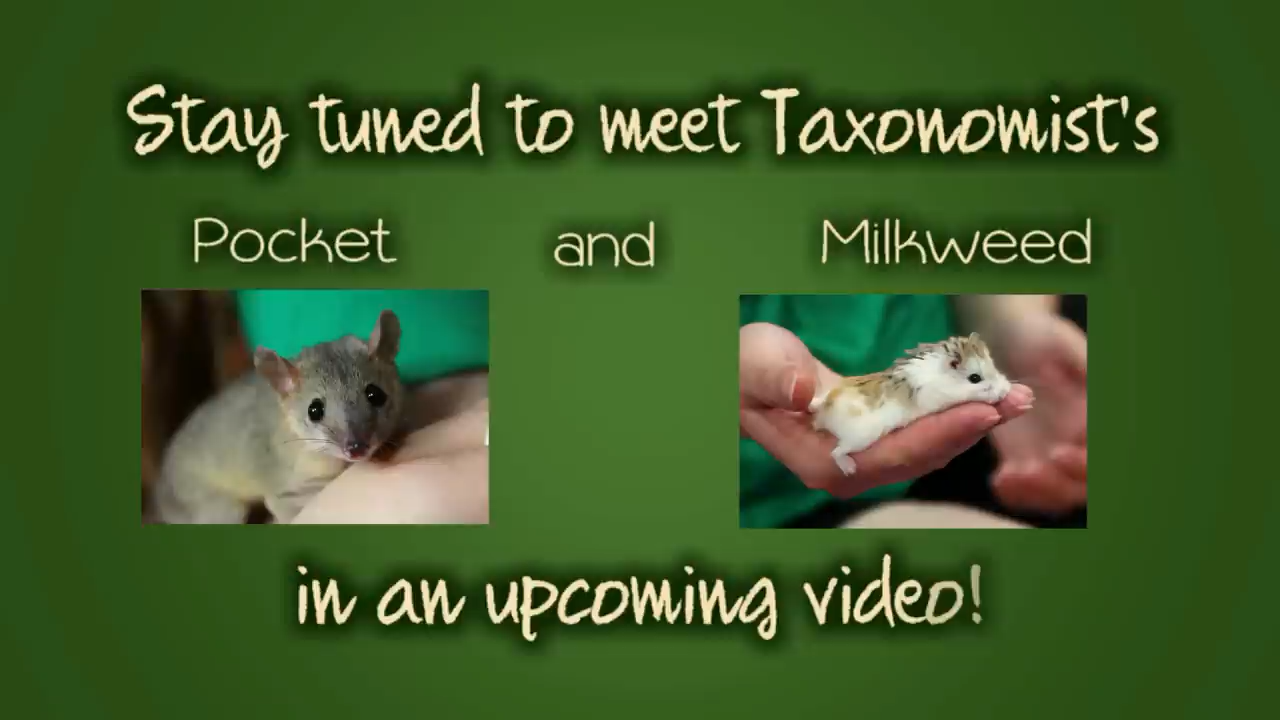 Stay tuned to meet Taxonomist's
Pocket and Milkweed
in an upcoming video!